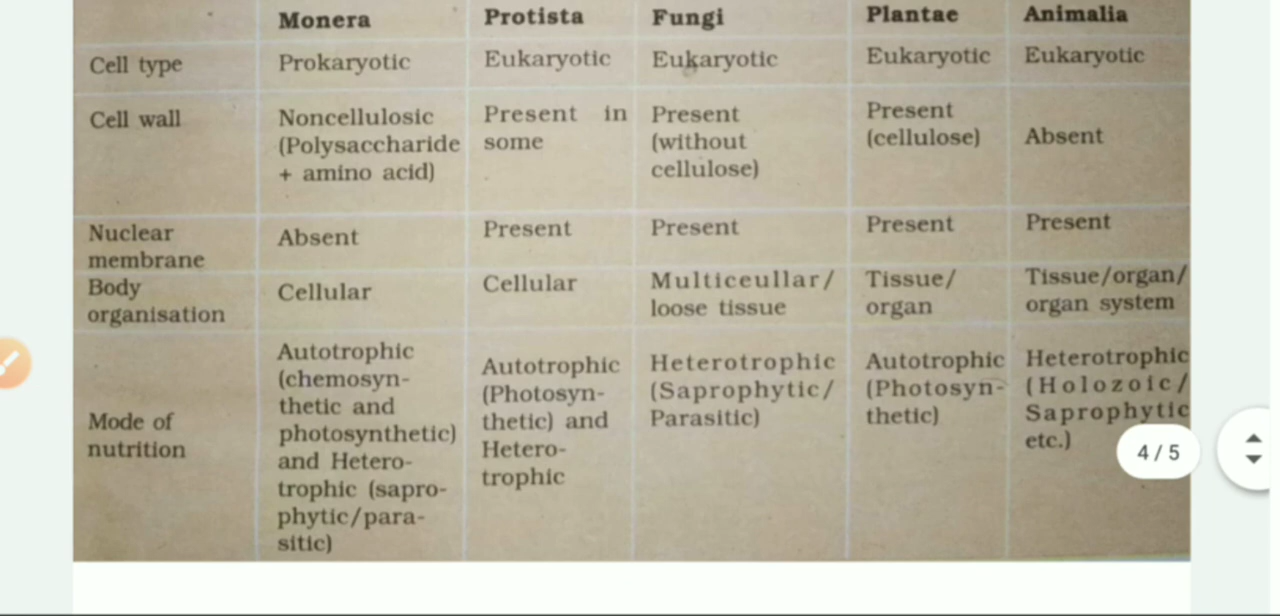 Monera Protista Fungi Plantae Animalia
Cell type Prokaryotic Eukaryotic Eukaryotic Eukaryotic Eukaryotic
Cell wall
Noncellulosic
(Polysaccharide
+ amino acid)
Present in
some
Present
(without
cellulose)
Present
(cellulose)
Absent
Nuclear
membrane
Absent
Present
Present
Present
Present
Body
organisation
Cellular
Cellular
Multiceullar/
loose tissue
Tissue/
organ
Tissue/organ/
organ system
Mode of
nutrition
Autotrophic
(chemosyn-
thetic and
photosynthetic)
and Hetero-
trophic (sapro-
phytic/para-
sitic)
Autotrophic
(Photosyn-
thetic) and
Hetero-
trophic
Heterotrophic
(Saprophytic/
Parasitic)
Autotrophic
(Photosyn-
thetic)
Heterotrophic
(Holozoic/
Saprophytic
etc.)
4 / 5